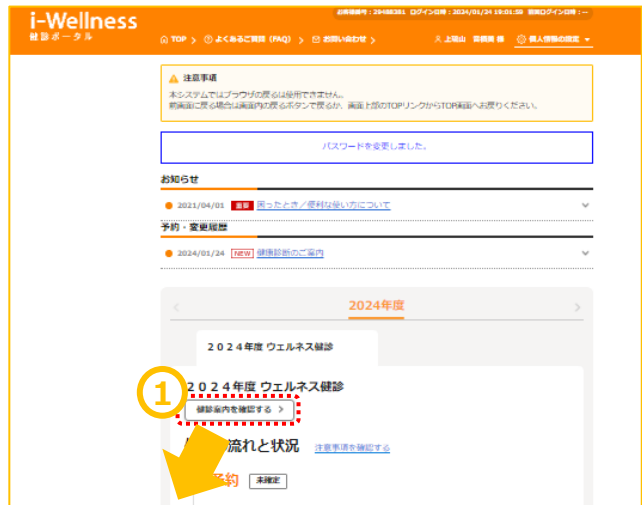 i-Wellness
健診ポータル
お客様番号：29488381 ログイン日時：2024/01/24 19:01:59 前回ログイン日時：--
TOP > よくあるご質問（FAQ） > お問い合わせ >
個人情報の設定
注意事項
本システムではブラウザの戻るは使用できません。
前画面に戻る場合は画面内の戻るボタンで戻るか、画面上部のTOPリンクからTOP画面へお戻りください。
パスワードを変更しました。
お知らせ
2021/04/01 重要 困ったとき／便利な使い方について
予約・変更履歴
2024/01/24 NEW 健康診断のご案内
< 2024年度 >
２０２４年度 ウェルネス健診
２０２４年度 ウェルネス健診
1
健診案内を確認する >
流れと状況 注意事項を確認する
予約 未確定